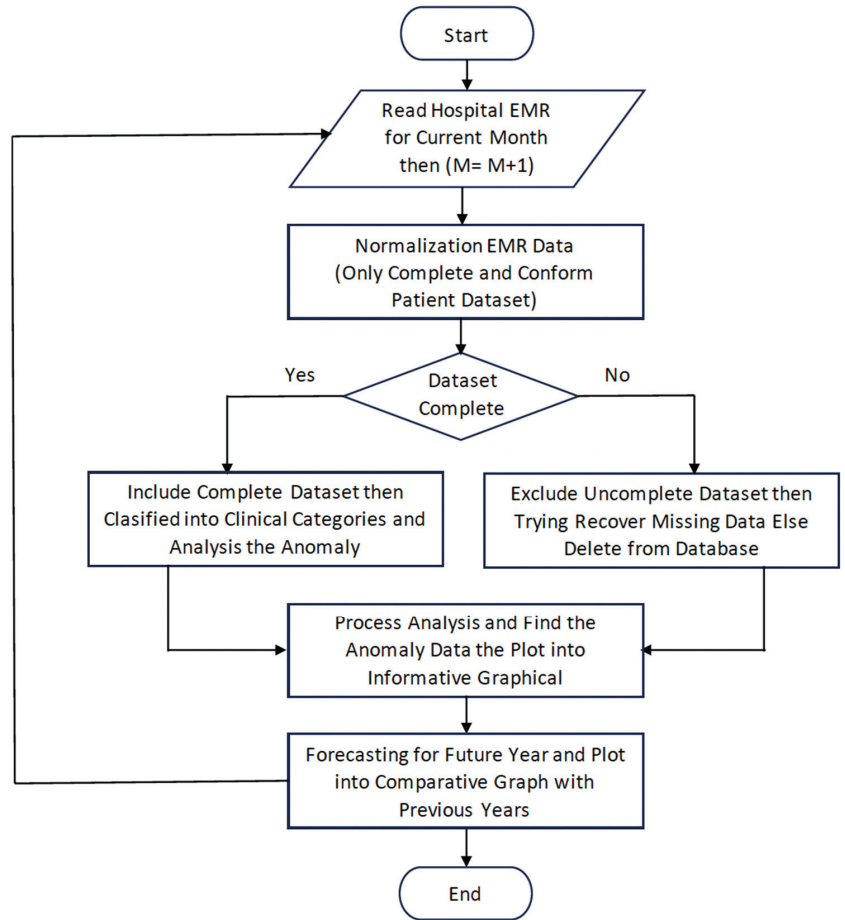 Start
Read Hospital EMR
for Current Month
then (M= M+1)
Normalization EMR Data
(Only Complete and Conform
Patient Dataset)
Yes
Dataset
Complete
No
Include Complete Dataset then
Clasified into Clinical Categories and
Analysis the Anomaly
Exclude Uncomplete Dataset then
Trying Recover Missing Data Else
Delete from Database
Process Analysis and Find the
Anomaly Data the Plot into
Informative Graphical
Forecasting for Future Year and Plot
into Comparative Graph with
Previous Years
End